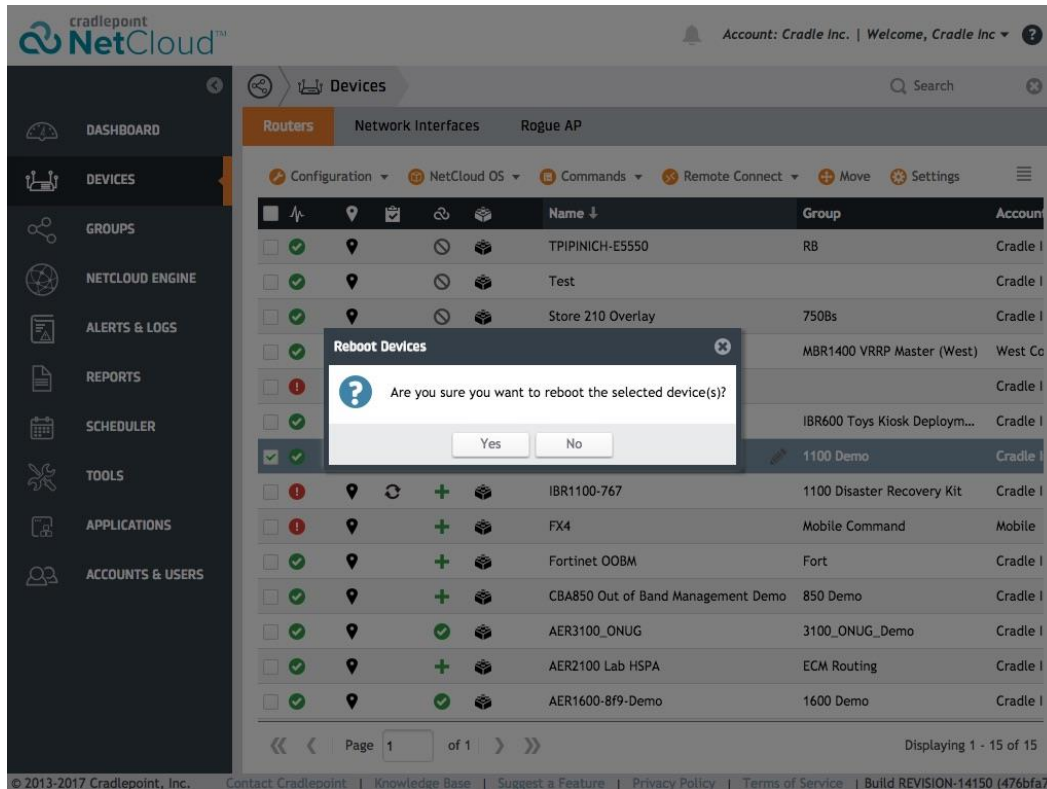 cradlepoint
NetCloud™
Account: Cradle Inc. | Welcome, Cradle Inc
?
Devices
Search
DASHBOARD
DEVICES
GROUPS
NETCLOUD ENGINE
ALERTS & LOGS
REPORTS
SCHEDULER
TOOLS
APPLICATIONS
ACCOUNTS & USERS
Routers Network Interfaces Rogue AP
Configuration NetCloud OS Commands Remote Connect Move Settings
Name ↓ Group Account
TPIPINICH-E5550 RB Cradle I
Test Cradle I
Store 210 Overlay 750Bs Cradle I
MBR1400 VRRP Master (West) West Co
Cradle I
IBR600 Toys Kiosk Deploym... Cradle I
1100 Demo Cradle I
IBR1100-767 1100 Disaster Recovery Kit Cradle I
FX4 Mobile Command Mobile
Fortinet OOBM Fort Cradle I
CBA850 Out of Band Management Demo 850 Demo Cradle I
AER3100_ONUG 3100_ONUG_Demo Cradle I
AER2100 Lab HSPA ECM Routing Cradle I
AER1600-8f9-Demo 1600 Demo Cradle I
Reboot Devices
? Are you sure you want to reboot the selected device(s)?
Yes No
Page 1 of 1 Displaying 1 - 15 of 15
© 2013-2017 Cradlepoint, Inc. Contact Cradlepoint | Knowledge Base | Suggest a Feature | Privacy Policy | Terms of Service | Build REVISION-14150 (476bfa7